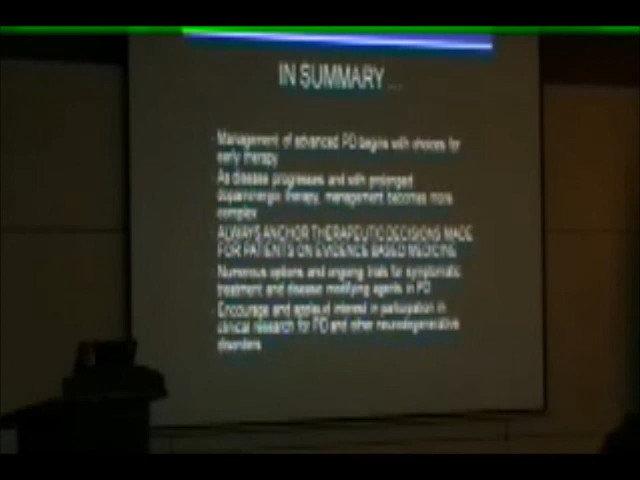 IN SUMMARY ...
Management of advanced PD begins with choices for
early therapy
As disease progresses and with prolonged
dopaminergic therapy, management becomes more
complex
ALWAYS ANCHOR THERAPEUTIC DECISIONS MADE
FOR PATIENTS ON EVIDENCE BASED MEDICINE
Numerous options and ongoing trials for symptomatic
treatment and disease modifying agents in PD
Encourage and applaud interest in participation in
clinical research for PD and other neurodegenerative
disorders